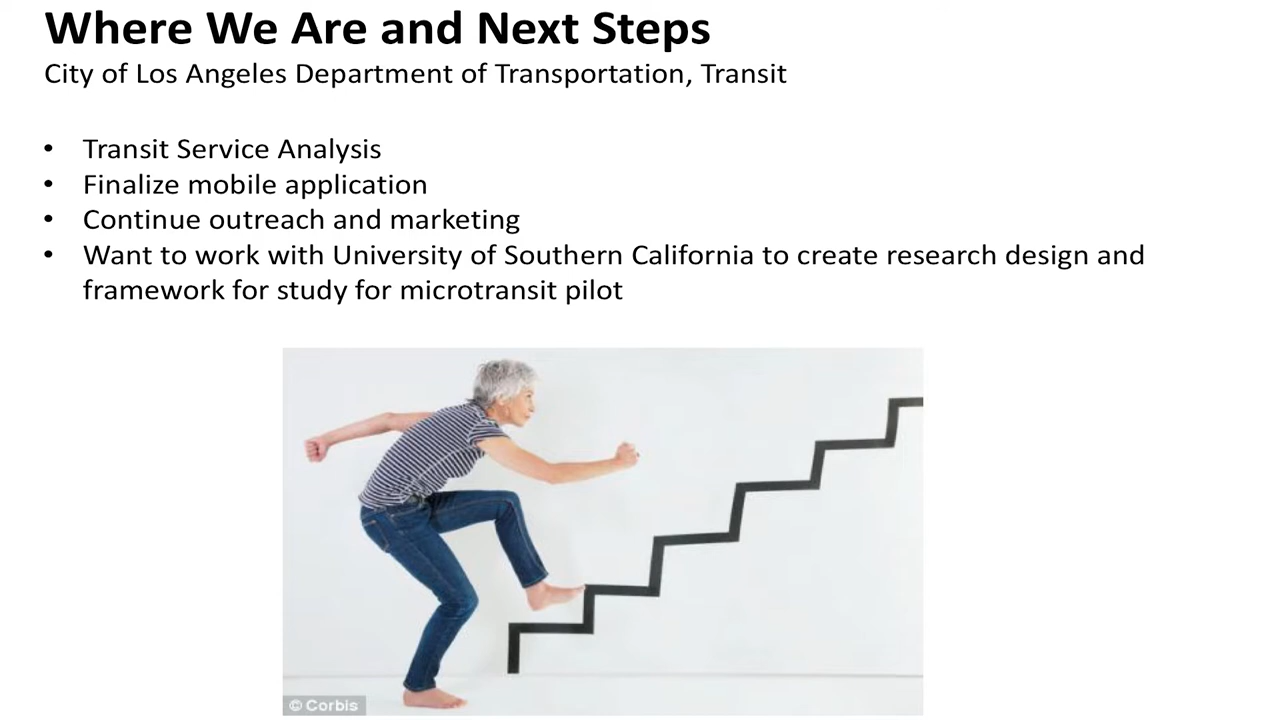 Where We Are and Next Steps
City of Los Angeles Department of Transportation, Transit
• Transit Service Analysis
• Finalize mobile application
• Continue outreach and marketing
• Want to work with University of Southern California to create research design and
framework for study for microtransit pilot
© Corbis